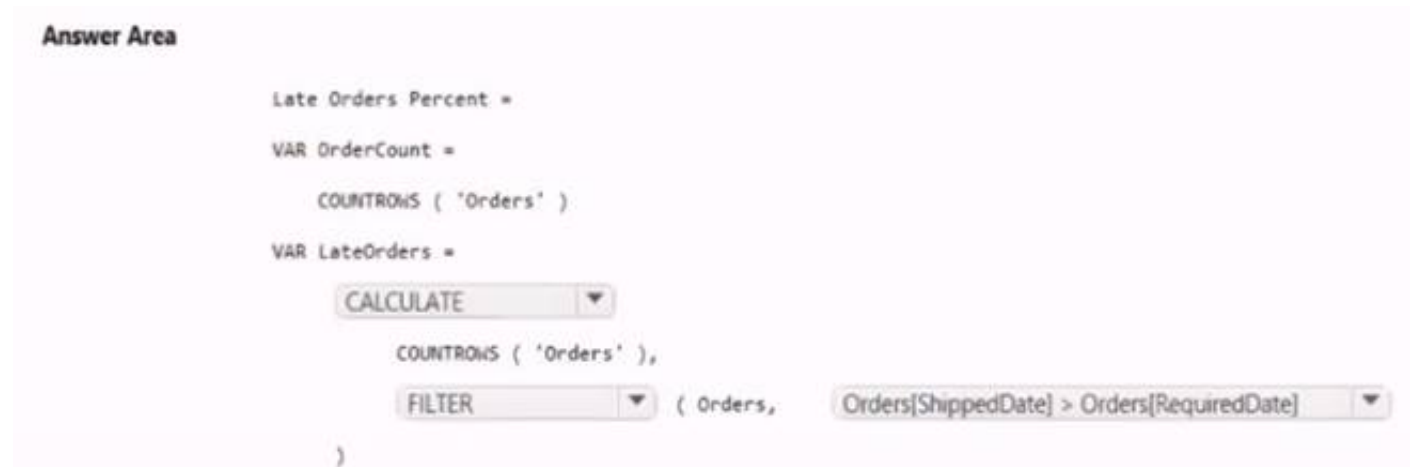 Answer Area
Late Orders Percent =
VAR OrderCount =
COUNTROWS ( 'Orders' )
VAR LateOrders =
CALCULATE
COUNTROWS ( 'Orders' ),
FILTER ( Orders, Orders[ShippedDate] > Orders[RequiredDate]
)